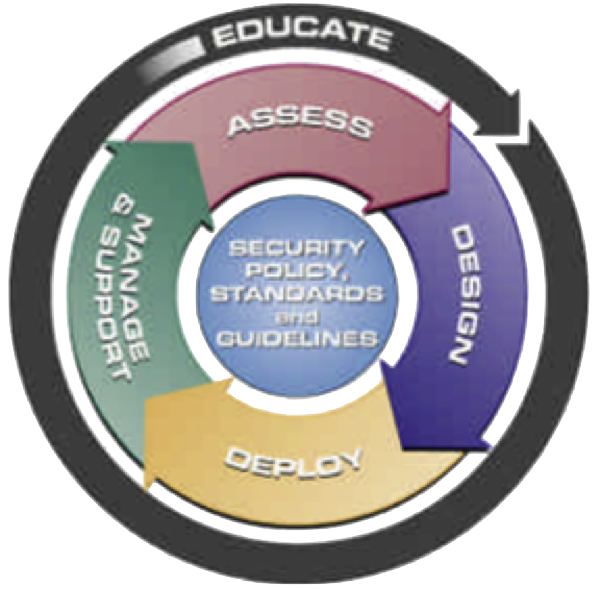 EDUCATE
ASSESS
DESIGN
DEPLOY
MANAGE
& SUPPORT
SECURITY
POLICY,
STANDARDS
and
GUIDELINES